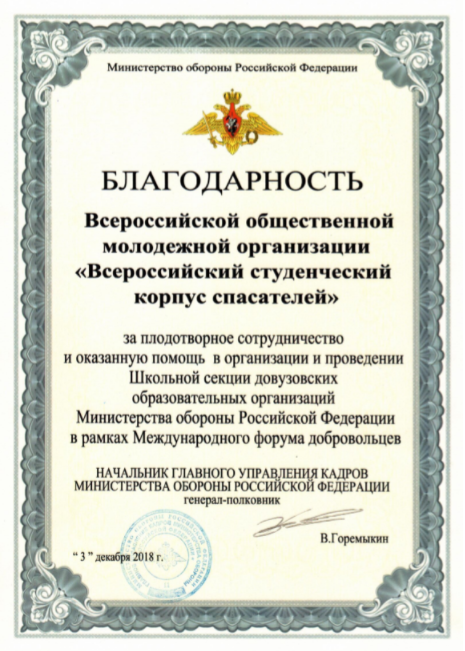 Министерство обороны Российской Федерации
БЛАГОДАРНОСТЬ
Всероссийской общественной
молодежной организации
«Всероссийский студенческий
корпус спасателей»
за плодотворное сотрудничество
и оказанную помощь в организации и проведении
Школьной секции довузовских
образовательных организаций
Министерства обороны Российской Федерации
в рамках Международного форума добровольцев
НАЧАЛЬНИК ГЛАВНОГО УПРАВЛЕНИЯ КАДРОВ
МИНИСТЕРСТВА ОБОРОНЫ РОССИЙСКОЙ ФЕДЕРАЦИИ
генерал-полковник
В.Горемыкин
“ 3 ” декабря 2018 г.